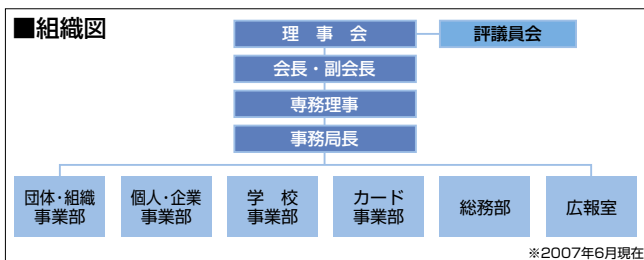 ■組織図
理事会
評議員会
会長・副会長
専務理事
事務局長
団体・組織
事業部
個人・企業
事業部
学校
事業部
カード
事業部
総務部
広報室
※2007年6月現在